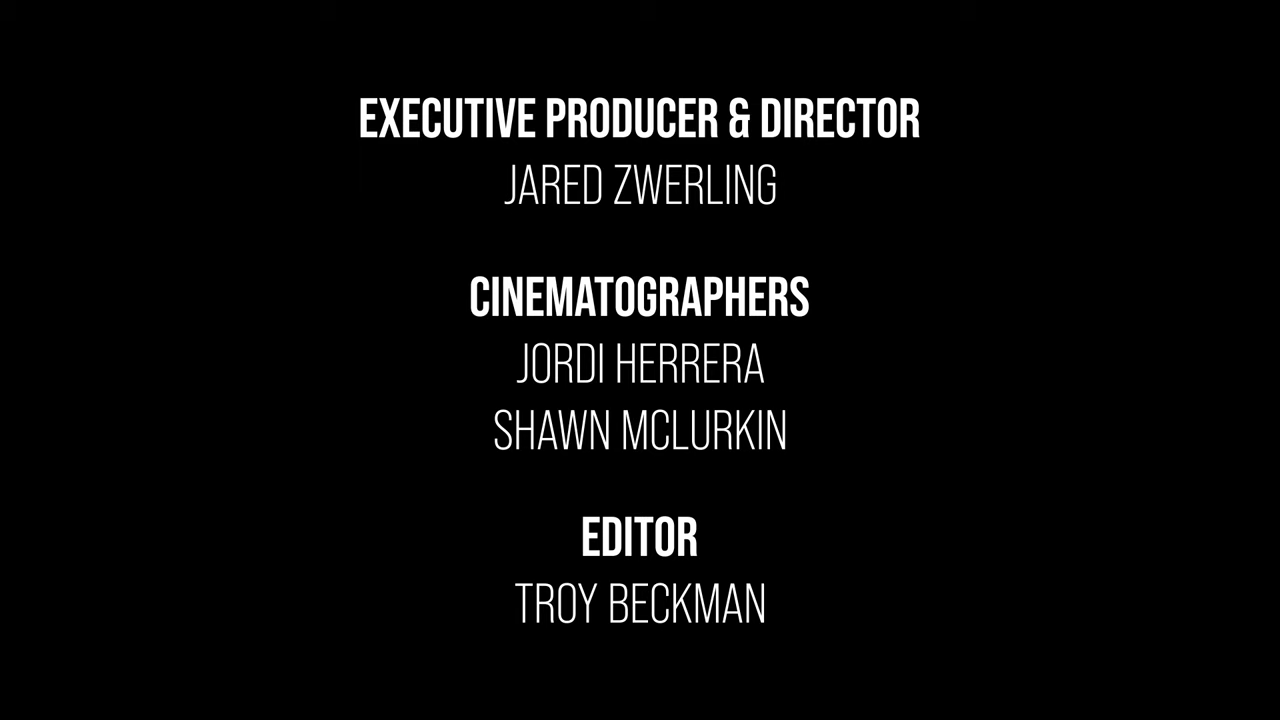 EXECUTIVE PRODUCER & DIRECTOR
JARED ZWERLING
CINEMATOGRAPHERS
JORDI HERRERA
SHAWN MCLURKIN
EDITOR
TROY BECKMAN